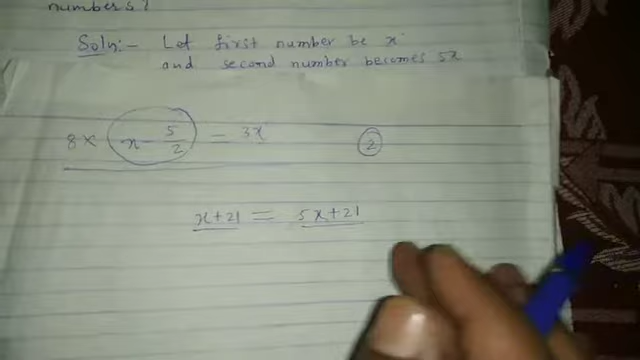 numbers?
Soln:- Let first number be x
and second number becomes 5x
8× x 5/2 = 3x
2
x+21 = 5x+21